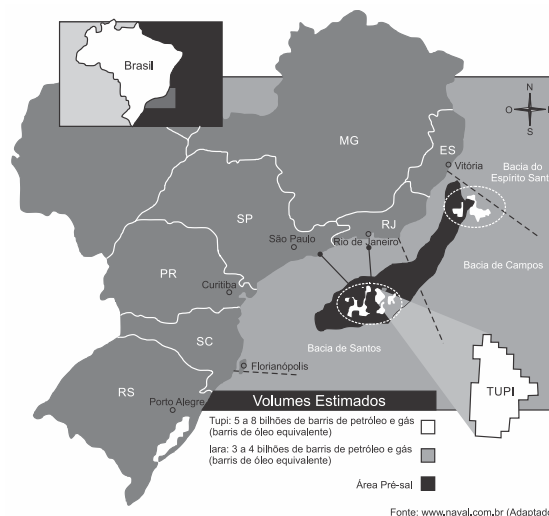 Brasil
N
O
S
MG
ES
Vitória
Bacia do
Espírito Sant
SP
RJ
São Paulo
Rio de Janeiro
Bacia de Campos
PR
Curitiba
SC
Bacia de Santos
Florianópolis
RS
Porto Alegre
TUPI
Volumes Estimados
Tupi: 5 a 8 bilhões de barris de petróleo e gás
(barris de óleo equivalente)
Iara: 3 a 4 bilhões de barris de petróleo e gás
(barris de óleo equivalente)
Área Pré-sal
Fonte: www.naval.com.br (Adaptado